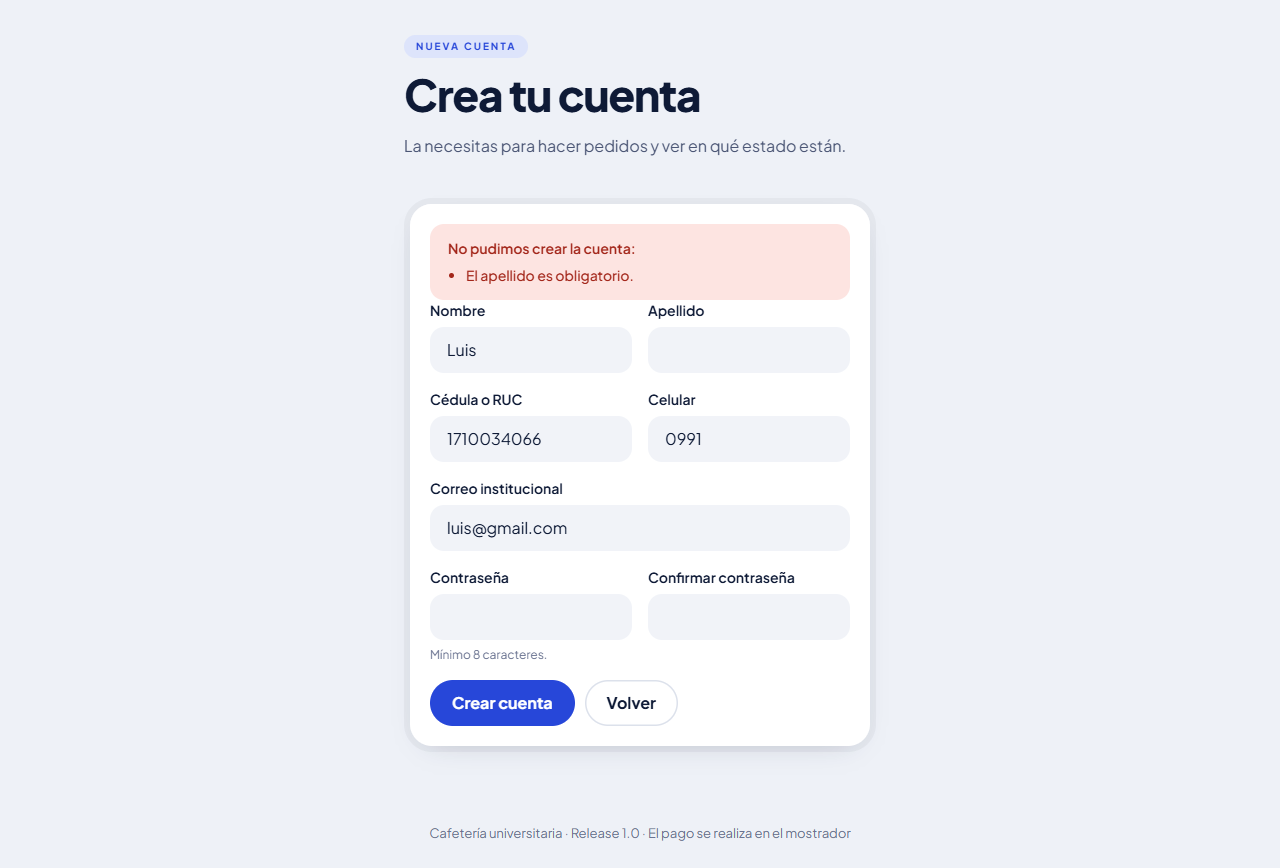 NUEVA CUENTA
Crea tu cuenta
La necesitas para hacer pedidos y ver en qué estado están.
No pudimos crear la cuenta:
• El apellido es obligatorio.
Nombre Apellido
Luis
Cédula o RUC Celular
1710034066 0991
Correo institucional
luis@gmail.com
Contraseña Confirmar contraseña
Mínimo 8 caracteres.
Crear cuenta Volver
Cafetería universitaria · Release 1.0 · El pago se realiza en el mostrador